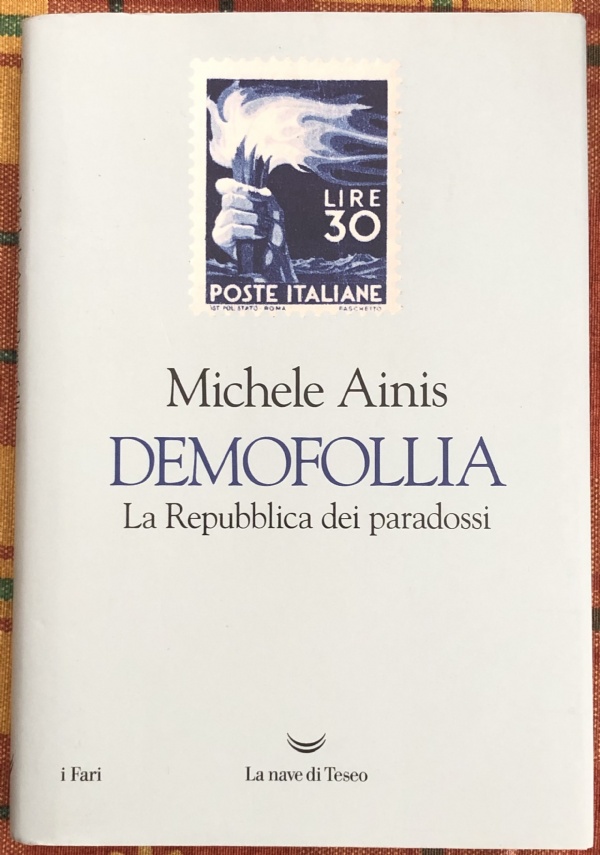 LIRE
30
POSTE ITALIANE
IST. POL. STATO - ROMA FASCHETTO
Michele Ainis
DEMOFOLLIA
La Repubblica dei paradossi
i Fari La nave di Teseo